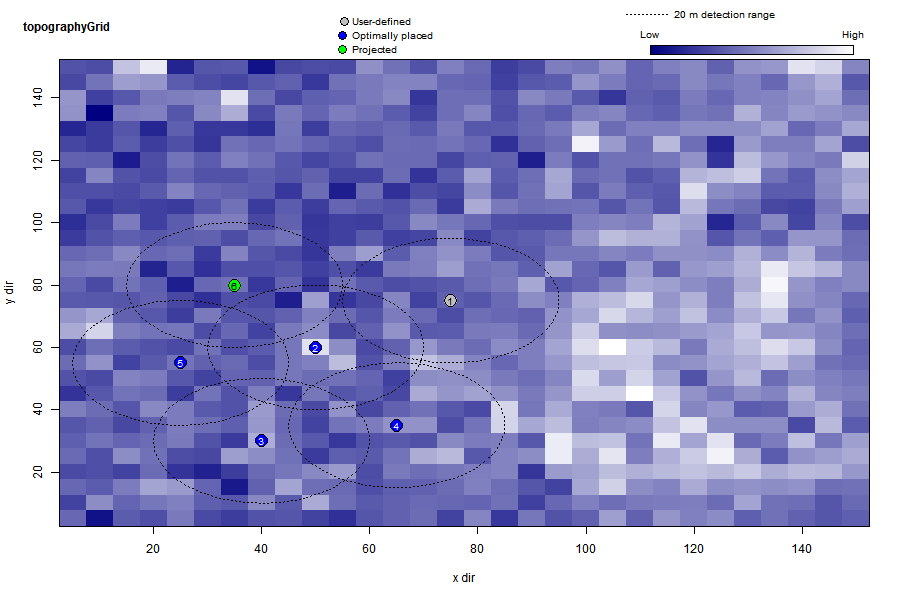 topographyGrid
User-defined
Optimally placed
Projected
20 m detection range
Low High
140
120
100
80
60
40
20
y dir
6
1
2
5
4
3
20 40 60 80 100 120 140
x dir